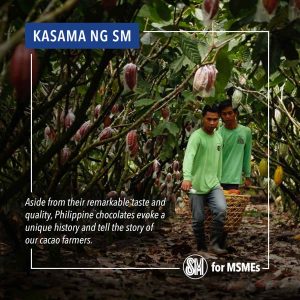 KASAMA NG SM
Aside from their remarkable taste and
quality, Philippine chocolates evoke a
unique history and tell the story of
our cacao farmers.
SM for MSMEs